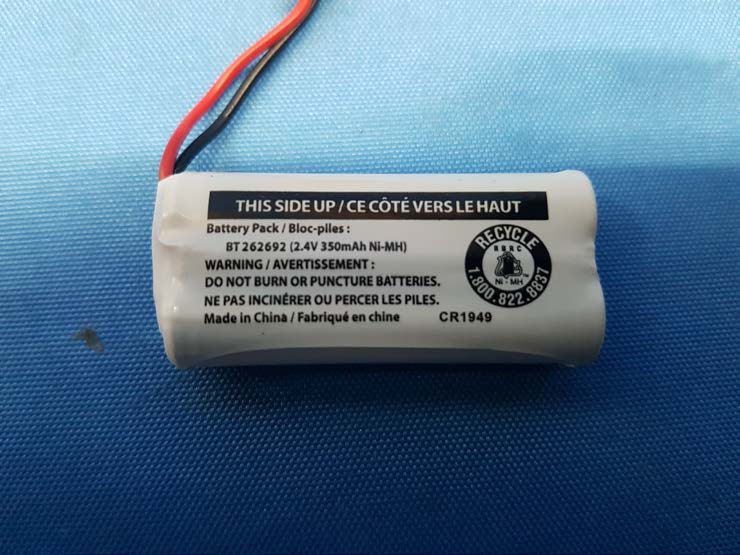 THIS SIDE UP / CE CÔTÉ VERS LE HAUT
Battery Pack / Bloc-piles :
BT 262692 (2.4V 350mAh Ni-MH)
WARNING / AVERTISSEMENT :
DO NOT BURN OR PUNCTURE BATTERIES.
NE PAS INCINÉRER OU PERCER LES PILES.
Made in China / Fabriqué en chine CR1949
RECYCLE
RBRC
TM
Ni - MH
1.800.822.8837